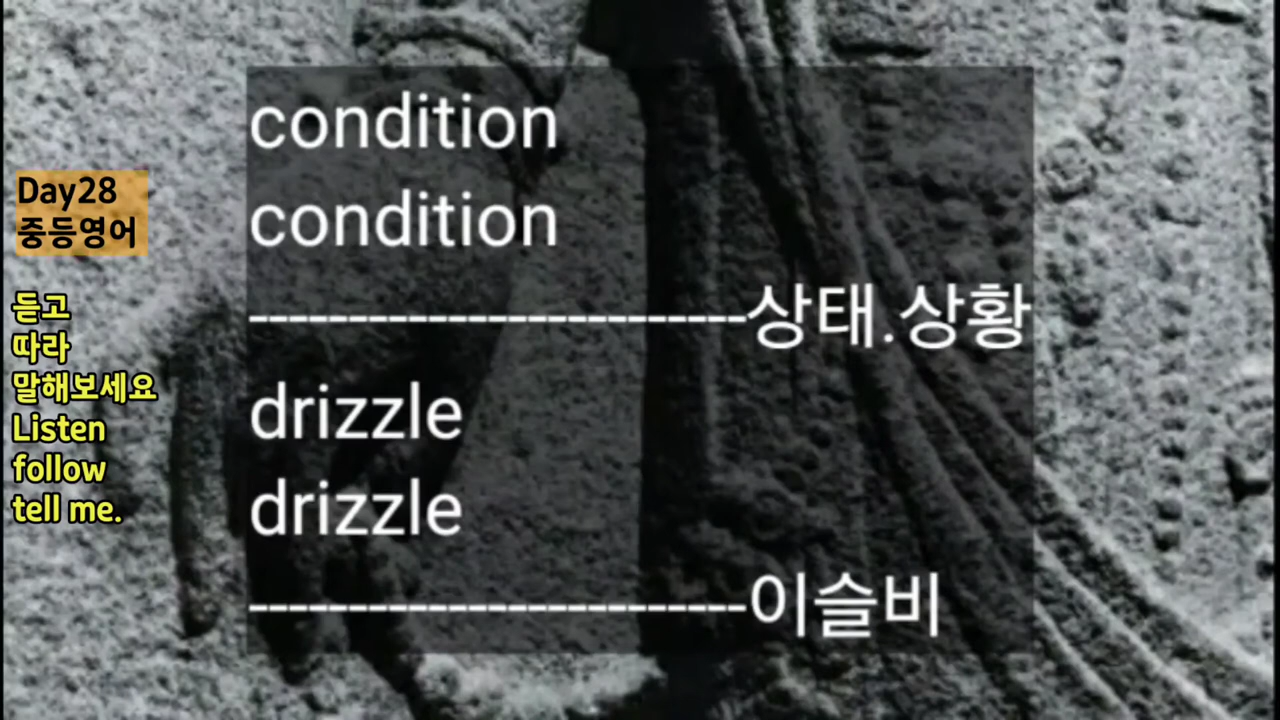 Day28
중등영어
듣고
따라
말해보세요
Listen
follow
tell me.
condition
condition
-------------------------상태.상황
drizzle
drizzle
-------------------------이슬비